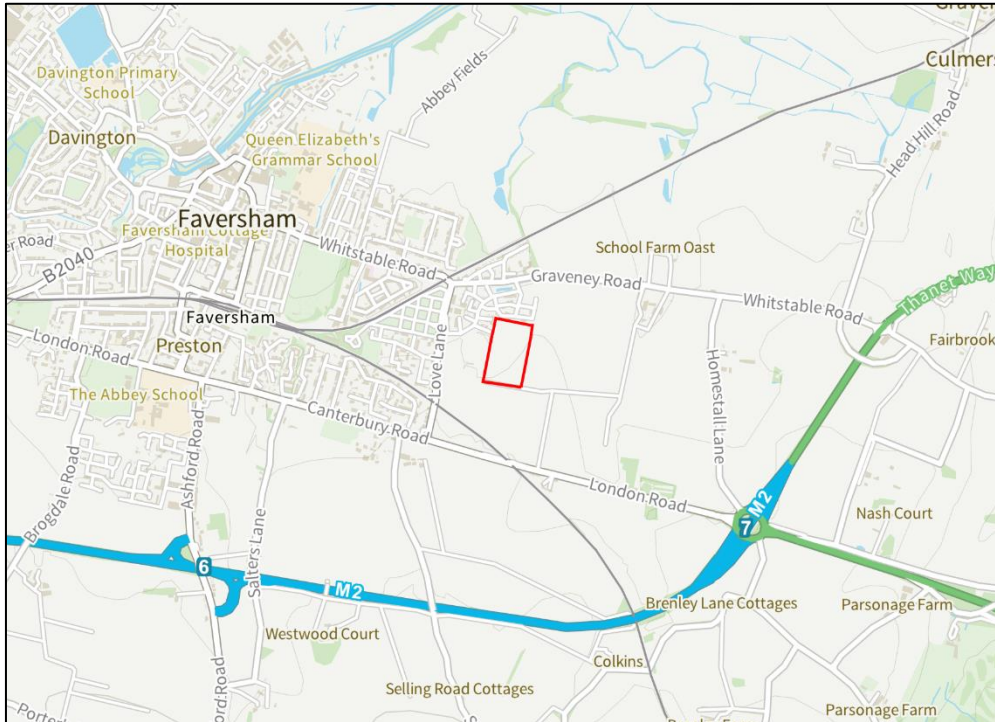 Davington Primary
School
Davington
Abbey Fields
Queen Elizabeth's
Grammar School
Culmers
Head Hill Road
Faversham
Faversham Cottage
Hospital
Whitstable Road
B2040
School Farm Oast
Graveney Road
Whitstable Road
Thanet Way
Fairbrook
Faversham
Preston
London Road
The Abbey School
Love Lane
Canterbury Road
Homestall Lane
Ashford Road
Brogdale Road
Salters Lane
London Road
Nash Court
M2
7
6
M2
Westwood Court
Brenley Lane Cottages
Parsonage Farm
Colkins
Selling Road Cottages
Parsonage Farm